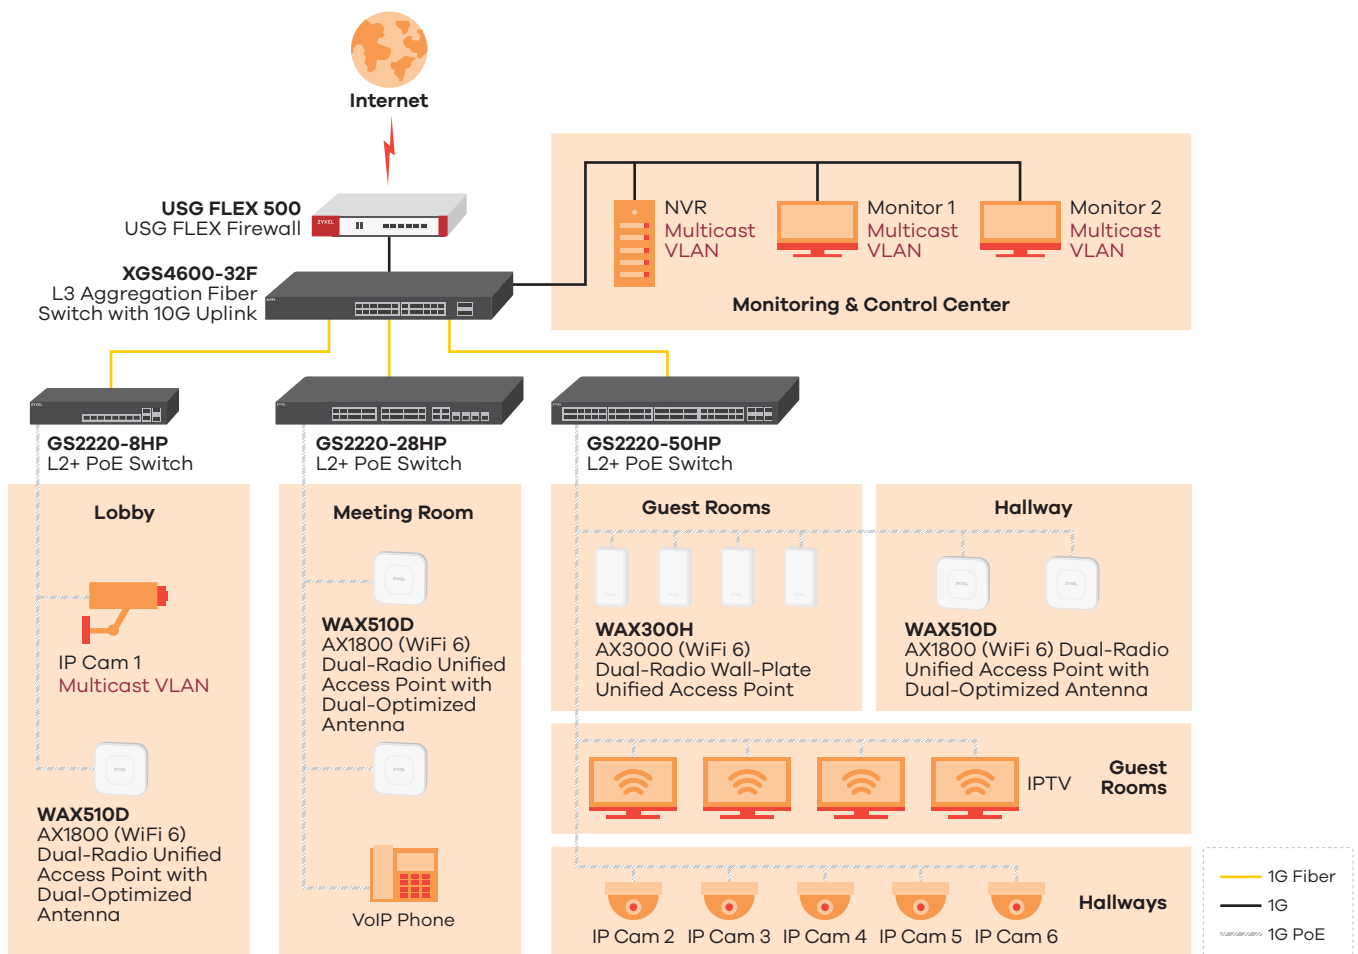 Internet
USG FLEX 500
USG FLEX Firewall
ZYXEL
XGS4600-32F
L3 Aggregation Fiber
Switch with 10G Uplink
NVR
Multicast
VLAN
Monitor 1
Multicast
VLAN
Monitor 2
Multicast
VLAN
Monitoring & Control Center
GS2220-8HP
L2+ PoE Switch
GS2220-28HP
L2+ PoE Switch
GS2220-50HP
L2+ PoE Switch
Lobby
IP Cam 1
Multicast VLAN
ZYXEL
WAX510D
AX1800 (WiFi 6)
Dual-Radio Unified
Access Point with
Dual-Optimized
Antenna
Meeting Room
ZYXEL
WAX510D
AX1800 (WiFi 6)
Dual-Radio Unified
Access Point with
Dual-Optimized
Antenna
ZYXEL
VoIP Phone
Guest Rooms
WAX300H
AX3000 (WiFi 6)
Dual-Radio Wall-Plate
Unified Access Point
Hallway
ZYXEL
ZYXEL
WAX510D
AX1800 (WiFi 6) Dual-Radio
Unified Access Point with
Dual-Optimized Antenna
IPTV
Guest
Rooms
IP Cam 2
IP Cam 3
IP Cam 4
IP Cam 5
IP Cam 6
Hallways
1G Fiber
1G
1G PoE